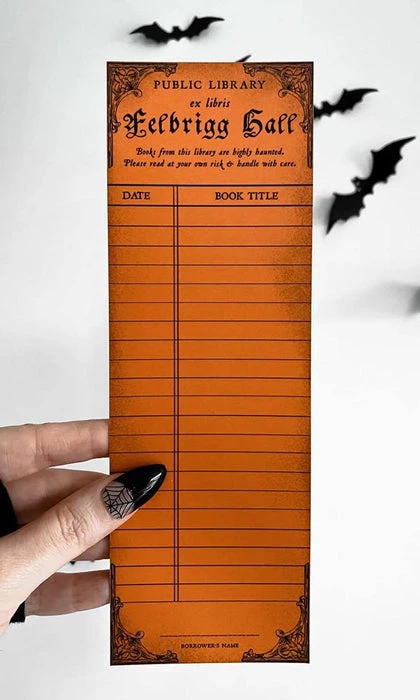 PUBLIC LIBRARY
ex libris
Felbrigg Hall
Books from this library are highly haunted.
Please read at your own risk & handle with care.
DATE BOOK TITLE
BORROWER'S NAME